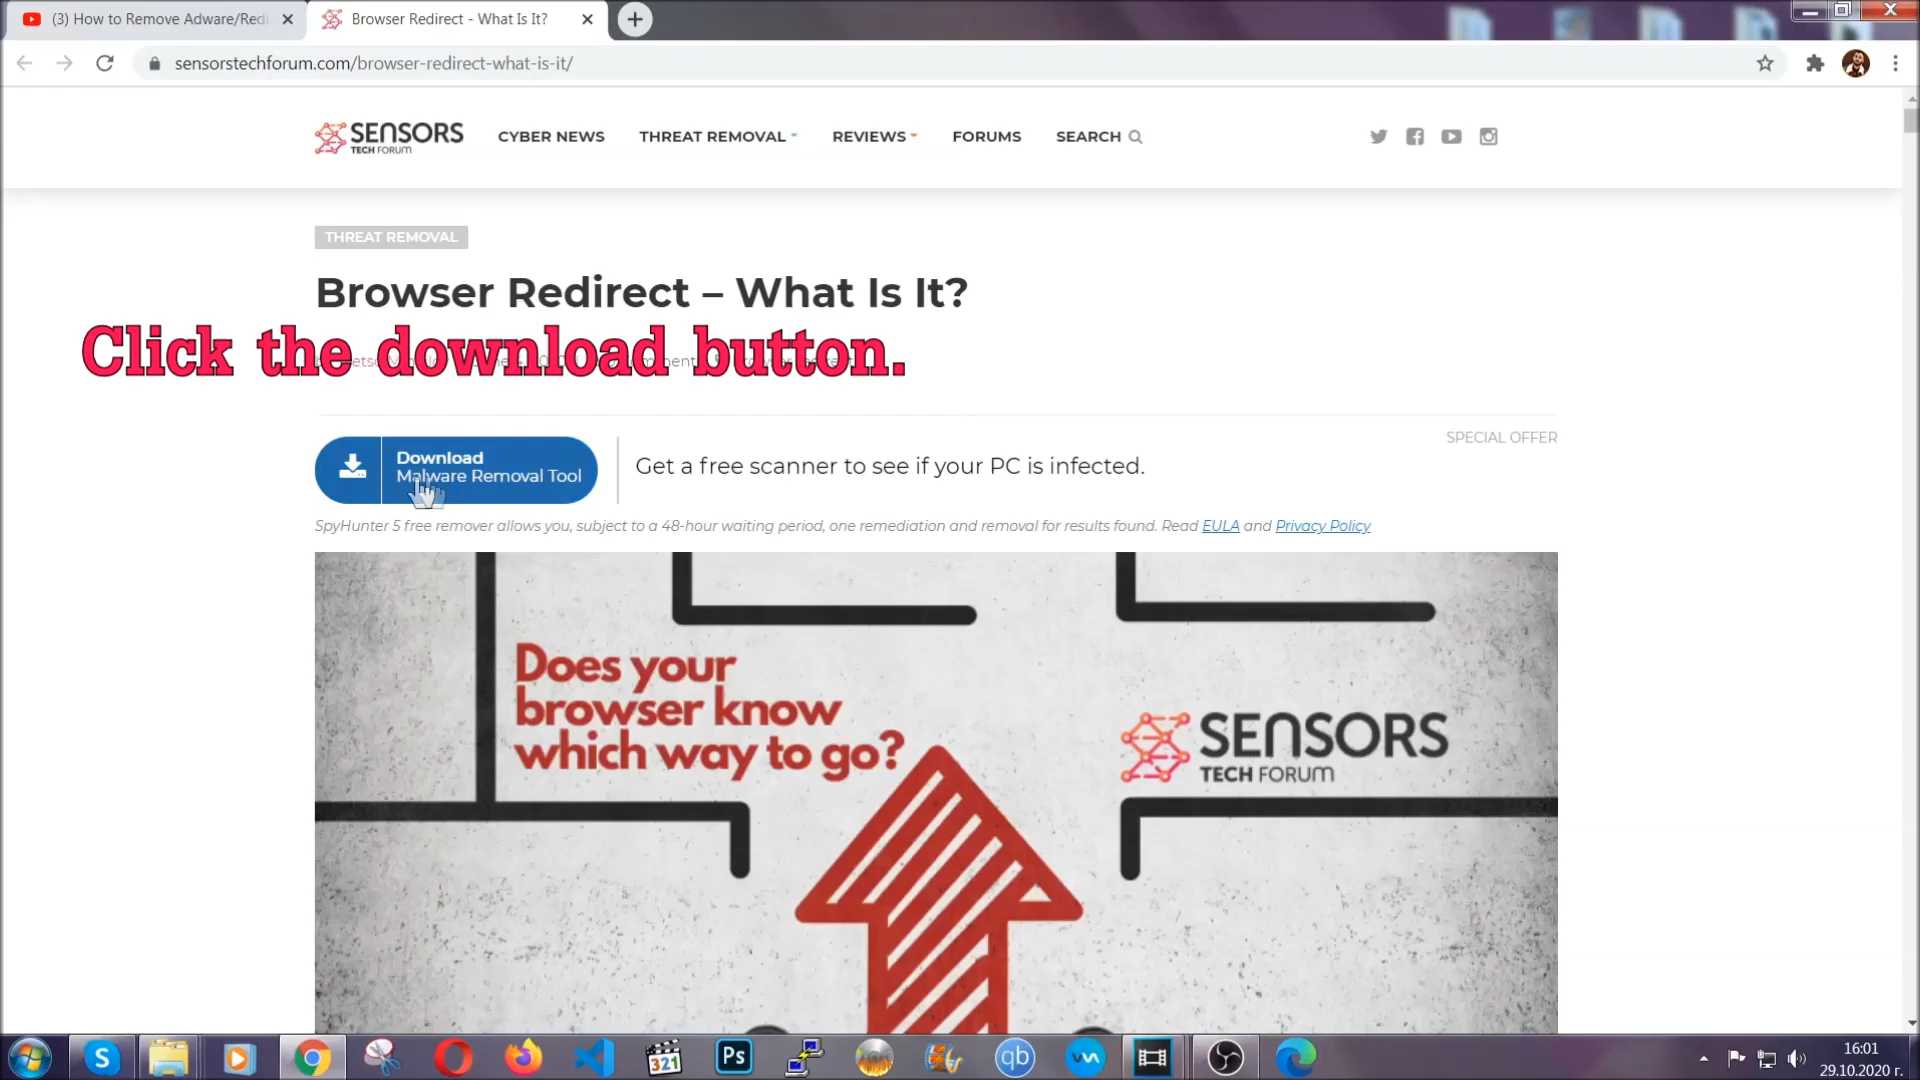 (3) How to Remove Adware/Redi
Browser Redirect - What Is It?
sensorstechforum.com/browser-redirect-what-is-it/
SENSORS
TECH FORUM
CYBER NEWS
THREAT REMOVAL
REVIEWS
FORUMS
SEARCH
THREAT REMOVAL
Browser Redirect – What Is It?
Click the download button.
Download
Malware Removal Tool
Get a free scanner to see if your PC is infected.
SPECIAL OFFER
SpyHunter 5 free remover allows you, subject to a 48-hour waiting period, one remediation and removal for results found. Read EULA and Privacy Policy
Does your
browser know
which way to go?
SENSORS
TECH FORUM
S
321
Ps
qb
16:01
29.10.2020 г.